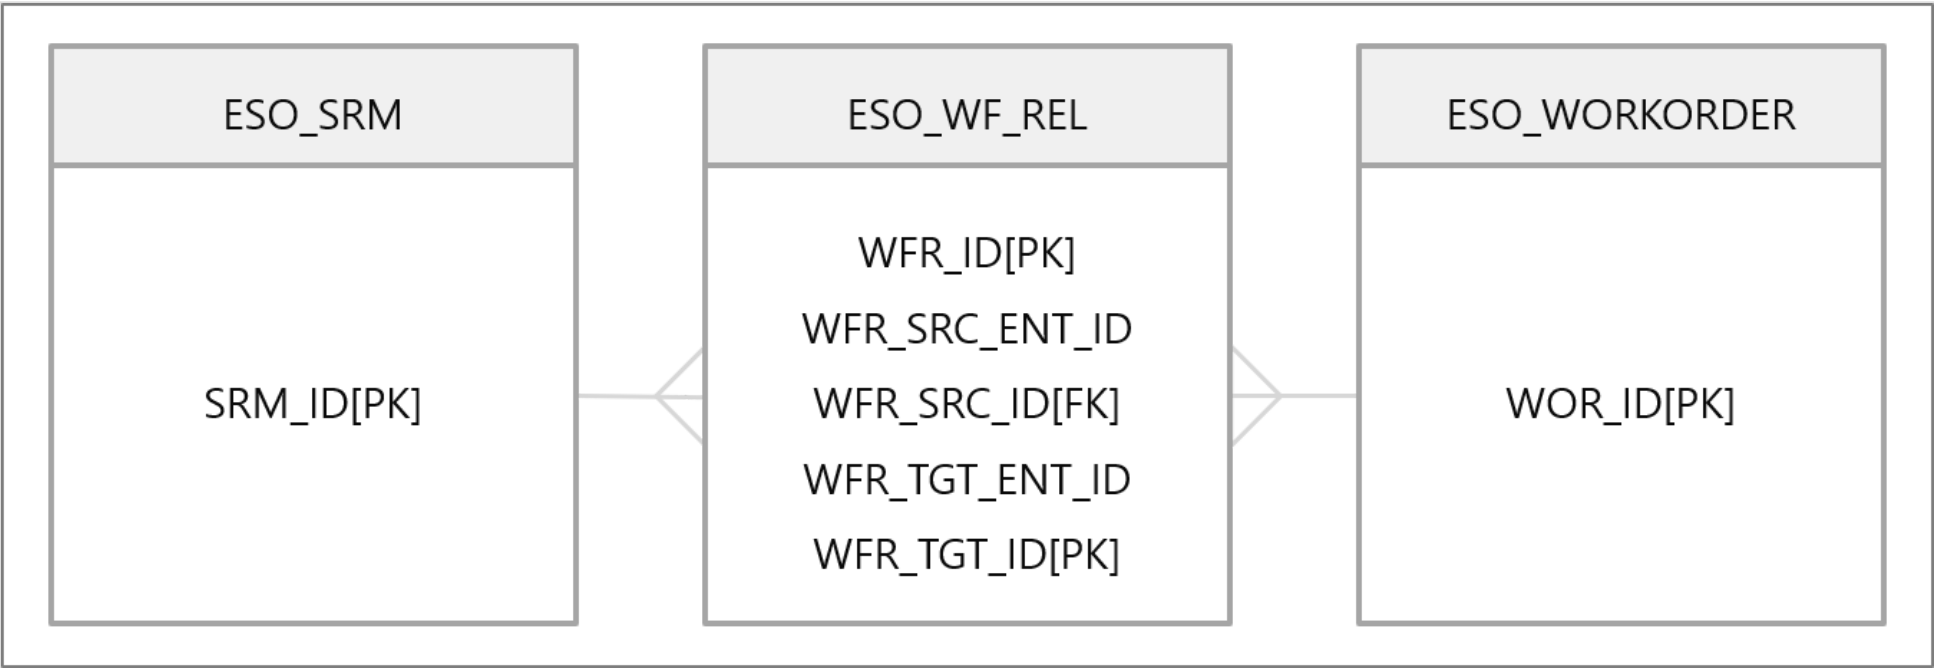 ESO_SRM
SRM_ID[PK]
ESO_WF_REL
WFR_ID[PK]
WFR_SRC_ENT_ID
WFR_SRC_ID[FK]
WFR_TGT_ENT_ID
WFR_TGT_ID[PK]
ESO_WORKORDER
WOR_ID[PK]